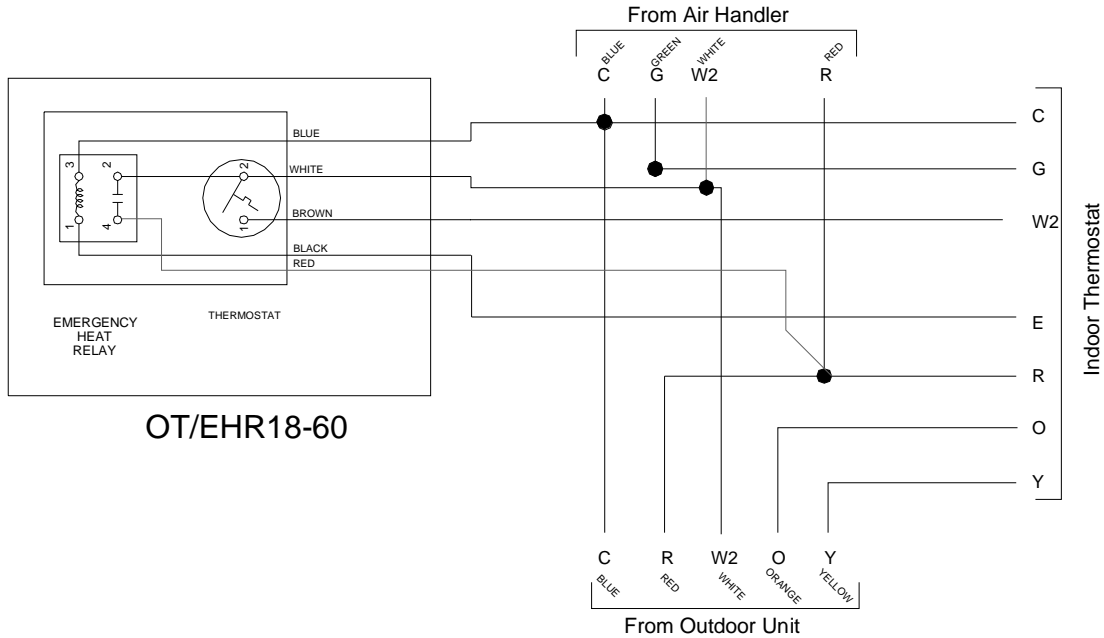 From Air Handler
BLUE GREEN WHITE RED
C G W2 R
C
BLUE
3 2
WHITE
2
G
BROWN
1
W2
1 4
BLACK
RED
EMERGENCY
HEAT
RELAY
THERMOSTAT
E
R
OT/EHR18-60
O
Y
Indoor Thermostat
C R W2 O Y
BLUE RED WHITE ORANGE YELLOW
From Outdoor Unit